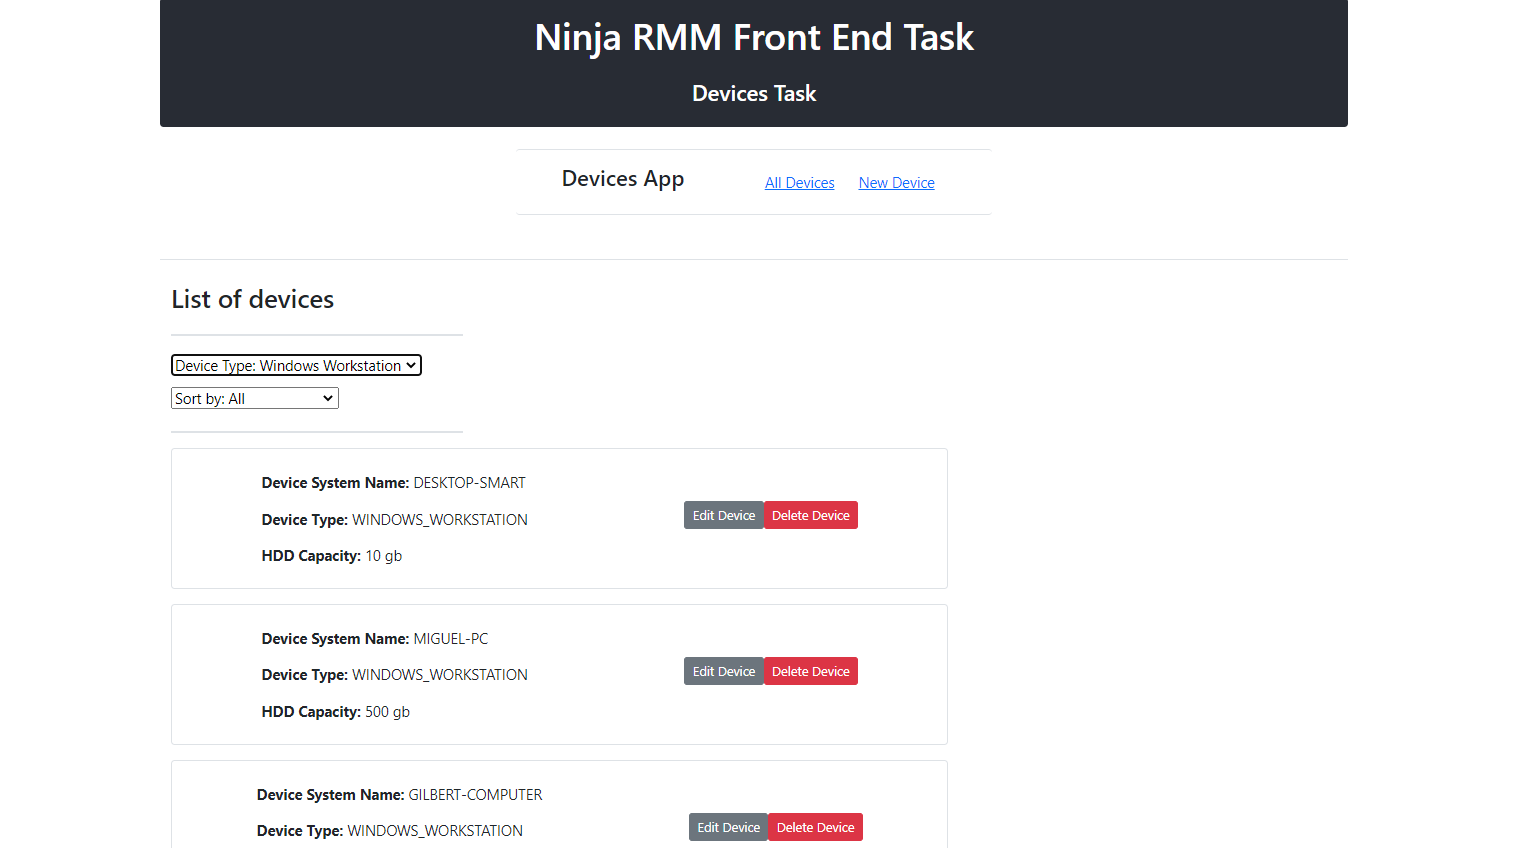 Ninja RMM Front End Task
Devices Task
Devices App
All Devices
New Device
List of devices
Device Type: Windows Workstation
Sort by: All
Device System Name: DESKTOP-SMART
Device Type: WINDOWS_WORKSTATION
HDD Capacity: 10 gb
Edit Device
Delete Device
Device System Name: MIGUEL-PC
Device Type: WINDOWS_WORKSTATION
HDD Capacity: 500 gb
Edit Device
Delete Device
Device System Name: GILBERT-COMPUTER
Device Type: WINDOWS_WORKSTATION
Edit Device
Delete Device